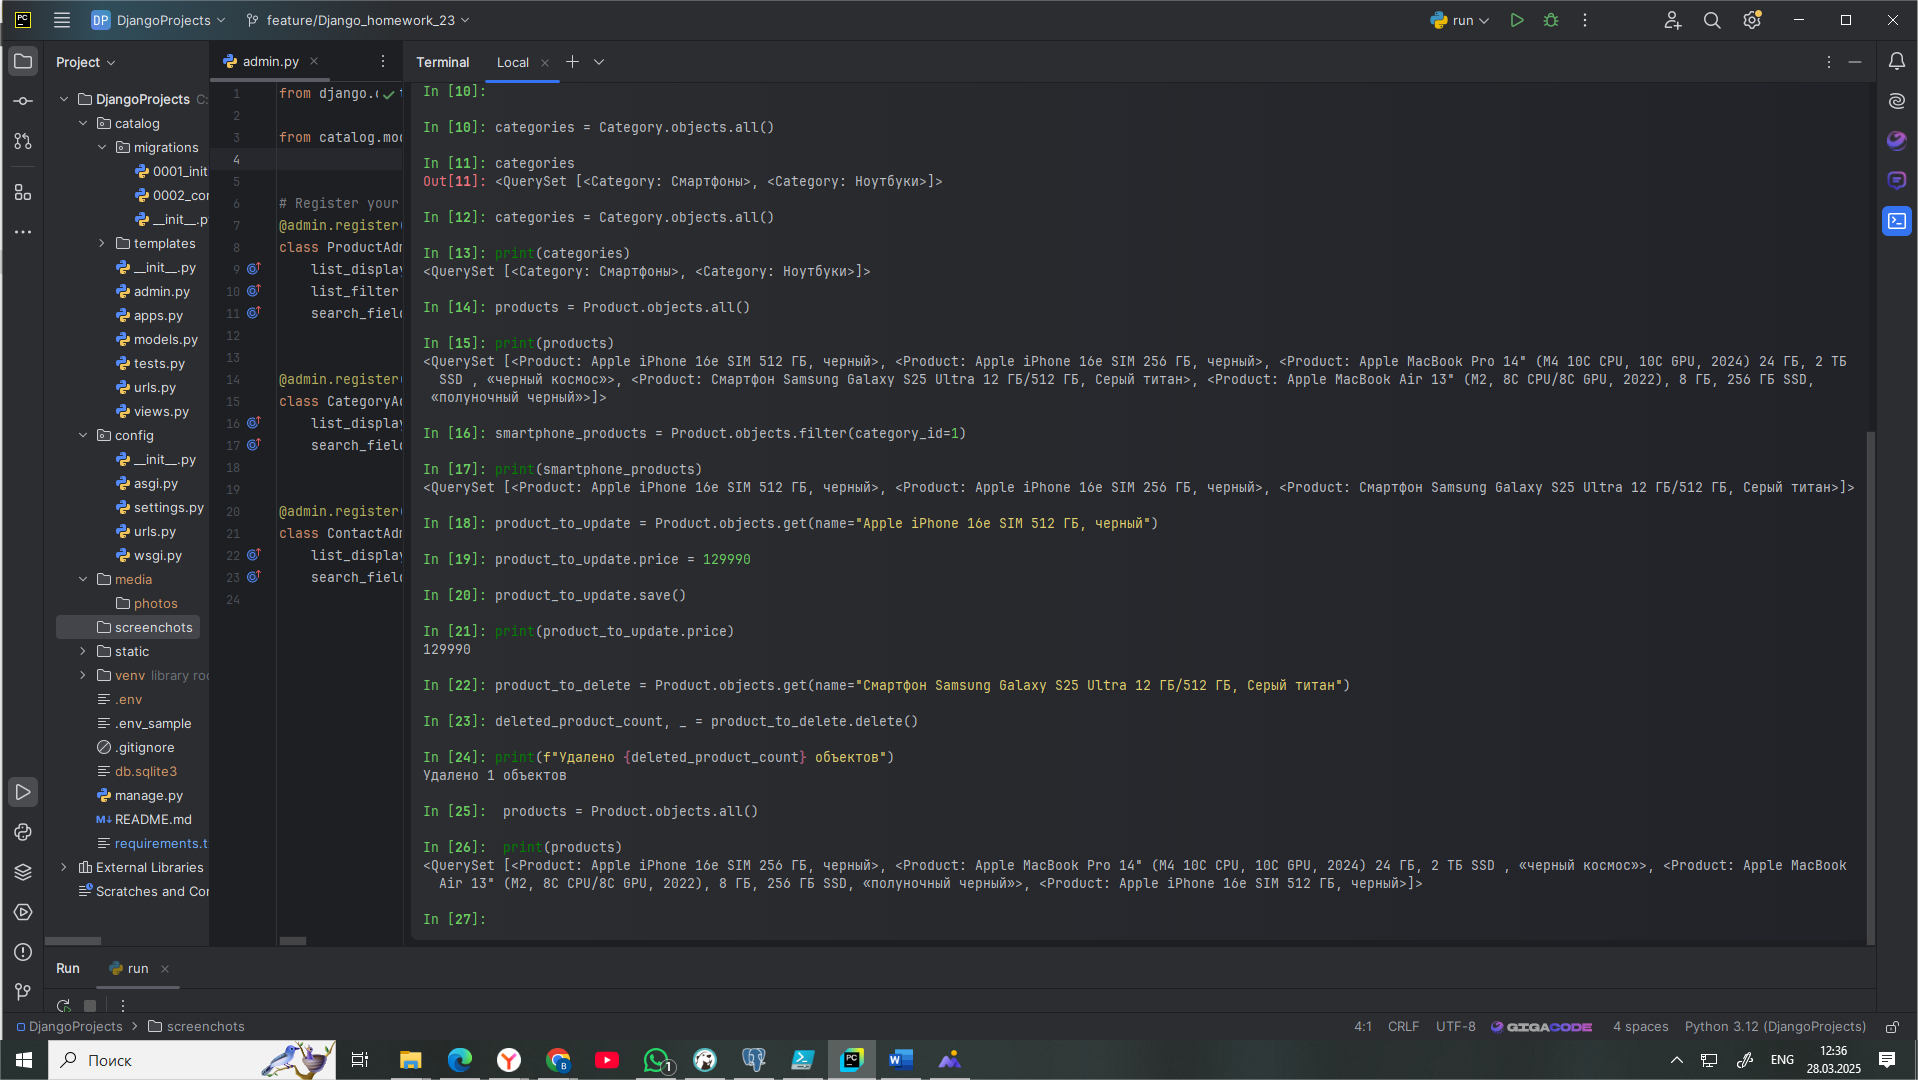 DP DjangoProjects feature/Django_homework_23 run
Project
DjangoProjects C:
catalog
migrations
0001_init
0002_cor
__init__.p
templates
__init__.py
admin.py
apps.py
models.py
tests.py
urls.py
views.py
config
__init__.py
asgi.py
settings.py
urls.py
wsgi.py
media
photos
screenchots
static
venv library roo
.env
.env_sample
.gitignore
db.sqlite3
manage.py
README.md
requirements.t
External Libraries
Scratches and Con
admin.py
1 from django.c
2
3 from catalog.mod
4
5
6 # Register your
7 @admin.register(
8 class ProductAdm
9 list_display
10 list_filter
11 search_field
12
13
14 @admin.register(
15 class CategoryAd
16 list_display
17 search_field
18
19
20 @admin.register(
21 class ContactAdm
22 list_display
23 search_field
24
Terminal Local
In [10]:
In [10]: categories = Category.objects.all()
In [11]: categories
Out[11]: <QuerySet [<Category: Смартфоны>, <Category: Ноутбуки>]>
In [12]: categories = Category.objects.all()
In [13]: print(categories)
<QuerySet [<Category: Смартфоны>, <Category: Ноутбуки>]>
In [14]: products = Product.objects.all()
In [15]: print(products)
<QuerySet [<Product: Apple iPhone 16e SIM 512 ГБ, черный>, <Product: Apple iPhone 16e SIM 256 ГБ, черный>, <Product: Apple MacBook Pro 14" (M4 10C CPU, 10C GPU, 2024) 24 ГБ, 2 ТБ
SSD , «черный космос»>, <Product: Смартфон Samsung Galaxy S25 Ultra 12 ГБ/512 ГБ, Серый титан>, <Product: Apple MacBook Air 13" (M2, 8C CPU/8C GPU, 2022), 8 ГБ, 256 ГБ SSD,
«полуночный черный»>]>
In [16]: smartphone_products = Product.objects.filter(category_id=1)
In [17]: print(smartphone_products)
<QuerySet [<Product: Apple iPhone 16e SIM 512 ГБ, черный>, <Product: Apple iPhone 16e SIM 256 ГБ, черный>, <Product: Смартфон Samsung Galaxy S25 Ultra 12 ГБ/512 ГБ, Серый титан>]>
In [18]: product_to_update = Product.objects.get(name="Apple iPhone 16e SIM 512 ГБ, черный")
In [19]: product_to_update.price = 129990
In [20]: product_to_update.save()
In [21]: print(product_to_update.price)
129990
In [22]: product_to_delete = Product.objects.get(name="Смартфон Samsung Galaxy S25 Ultra 12 ГБ/512 ГБ, Серый титан")
In [23]: deleted_product_count, _ = product_to_delete.delete()
In [24]: print(f"Удалено {deleted_product_count} объектов")
Удалено 1 объектов
In [25]:  products = Product.objects.all()
In [26]:  print(products)
<QuerySet [<Product: Apple iPhone 16e SIM 256 ГБ, черный>, <Product: Apple MacBook Pro 14" (M4 10C CPU, 10C GPU, 2024) 24 ГБ, 2 ТБ SSD , «черный космос»>, <Product: Apple MacBook
Air 13" (M2, 8C CPU/8C GPU, 2022), 8 ГБ, 256 ГБ SSD, «полуночный черный»>, <Product: Apple iPhone 16e SIM 512 ГБ, черный>]>
In [27]:
Run run
DjangoProjects > screenchots 4:1 CRLF UTF-8 GIGACODE 4 spaces Python 3.12 (DjangoProjects)
Поиск ENG 12:36
28.03.2025